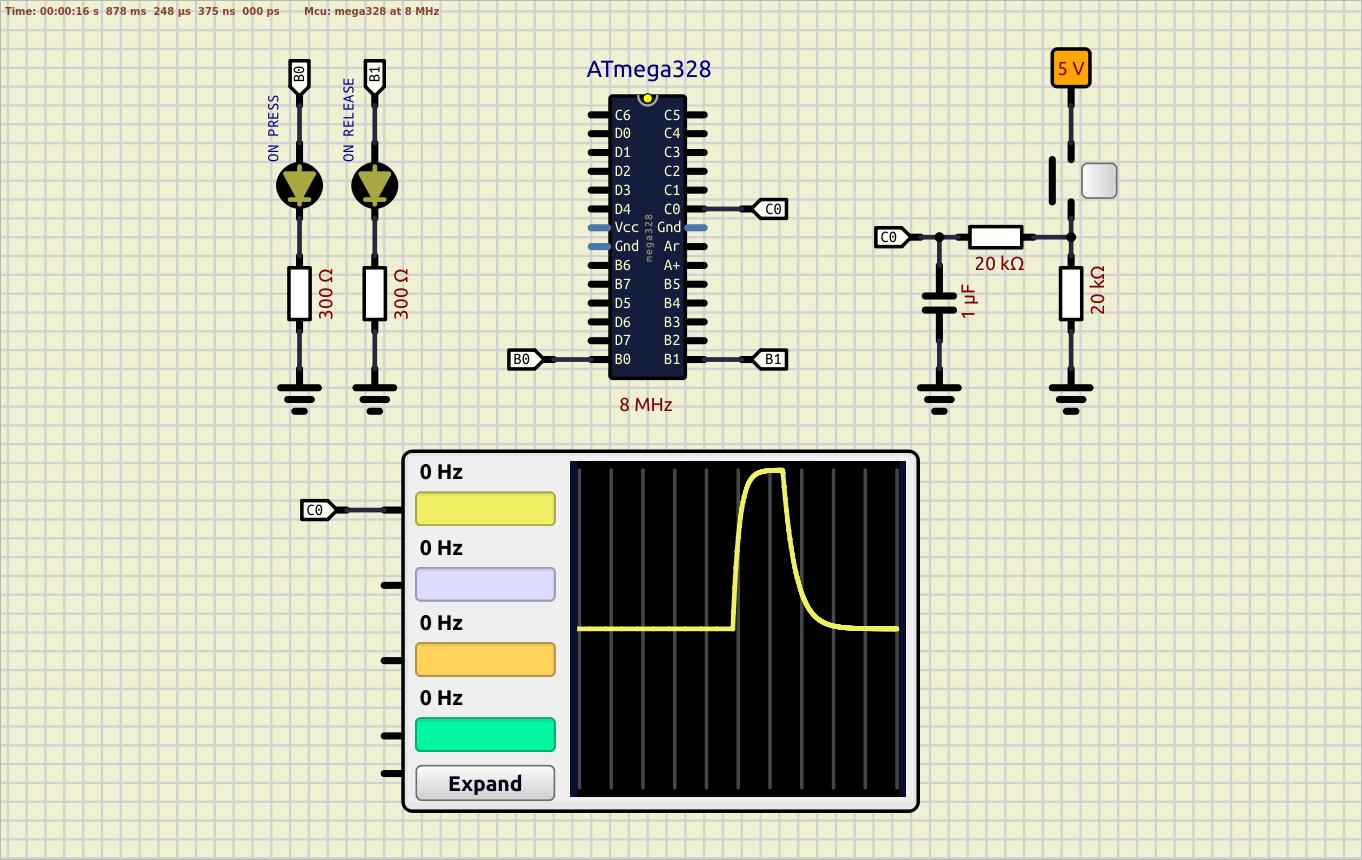 Time: 00:00:16 s  878 ms  248 µs  375 ns  000 ps
Mcu: mega328 at 8 MHz
B0
B1
ON PRESS
ON RELEASE
300 Ω
300 Ω
ATmega328
C6 C5
D0 C4
D1 C3
D2 C2
D3 C1
D4 C0
Vcc Gnd
Gnd Ar
B6 A+
B7 B5
D5 B4
D6 B3
D7 B2
B0 B1
mega328
C0
B0
B1
8 MHz
5 V
C0
20 kΩ
1 µF
20 kΩ
C0
0 Hz
0 Hz
0 Hz
0 Hz
Expand